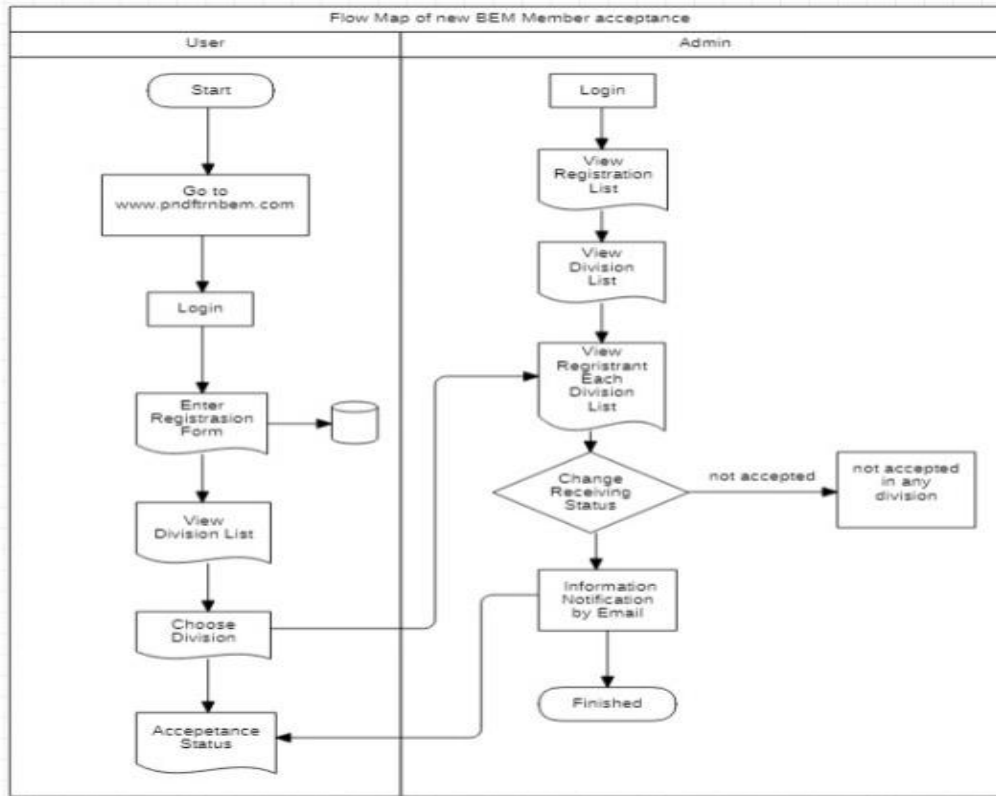 Flow Map of new BEM Member acceptance
User
Admin
Start
Go to
www.pndftrnbem.com
Login
Enter
Registrasion
Form
View
Division List
Choose
Division
Accepetance
Status
Login
View
Registration
List
View
Division
List
View
Regristrant
Each
Division
List
Change
Receiving
Status
not accepted
not accepted
in any
division
Information
Notification
by Email
Finished